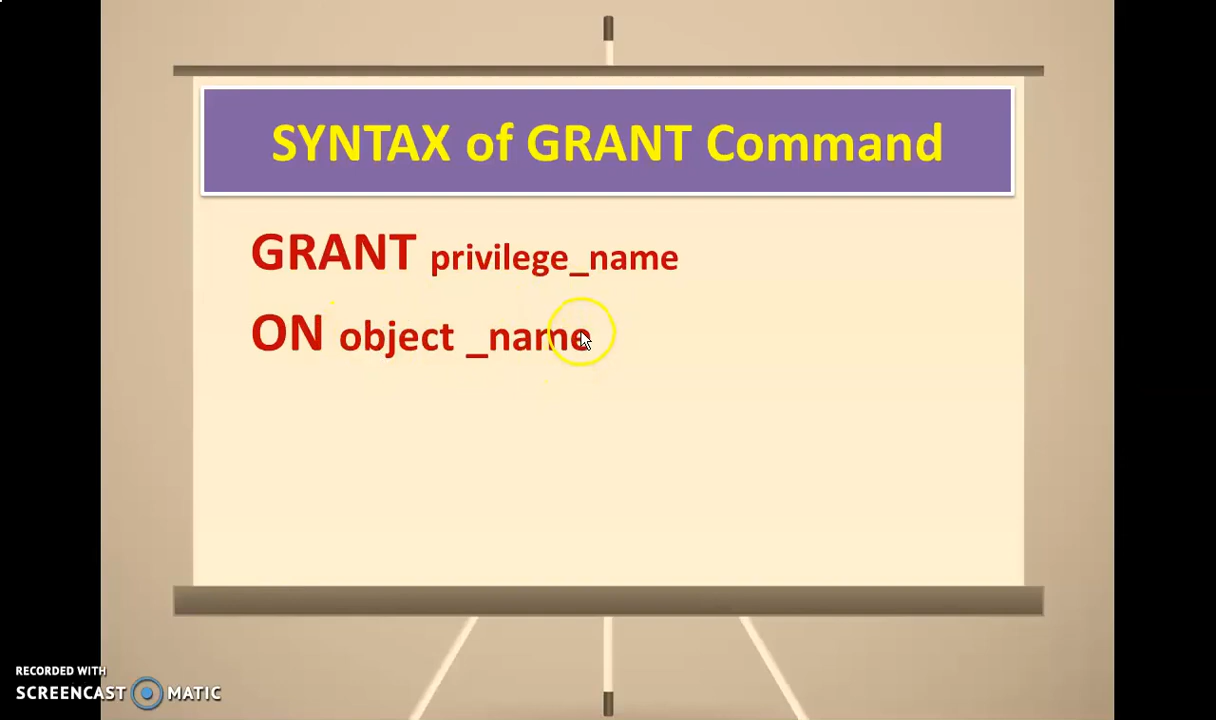 SYNTAX of GRANT Command
GRANT privilege_name
ON object _name
RECORDED WITH
SCREENCAST MATIC